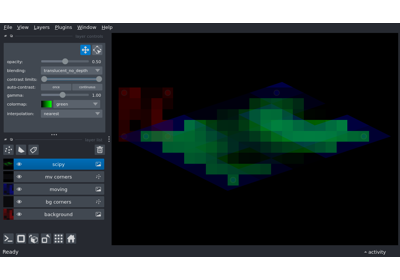 File View Layers Plugins Window Help
opacity: 0.50
blending: translucent_no_depth
contrast limits:
auto-contrast: once continuous
gamma: 1.00
colormap: green
interpolation: nearest
scipy
mv corners
moving
bg corners
background
Ready activity